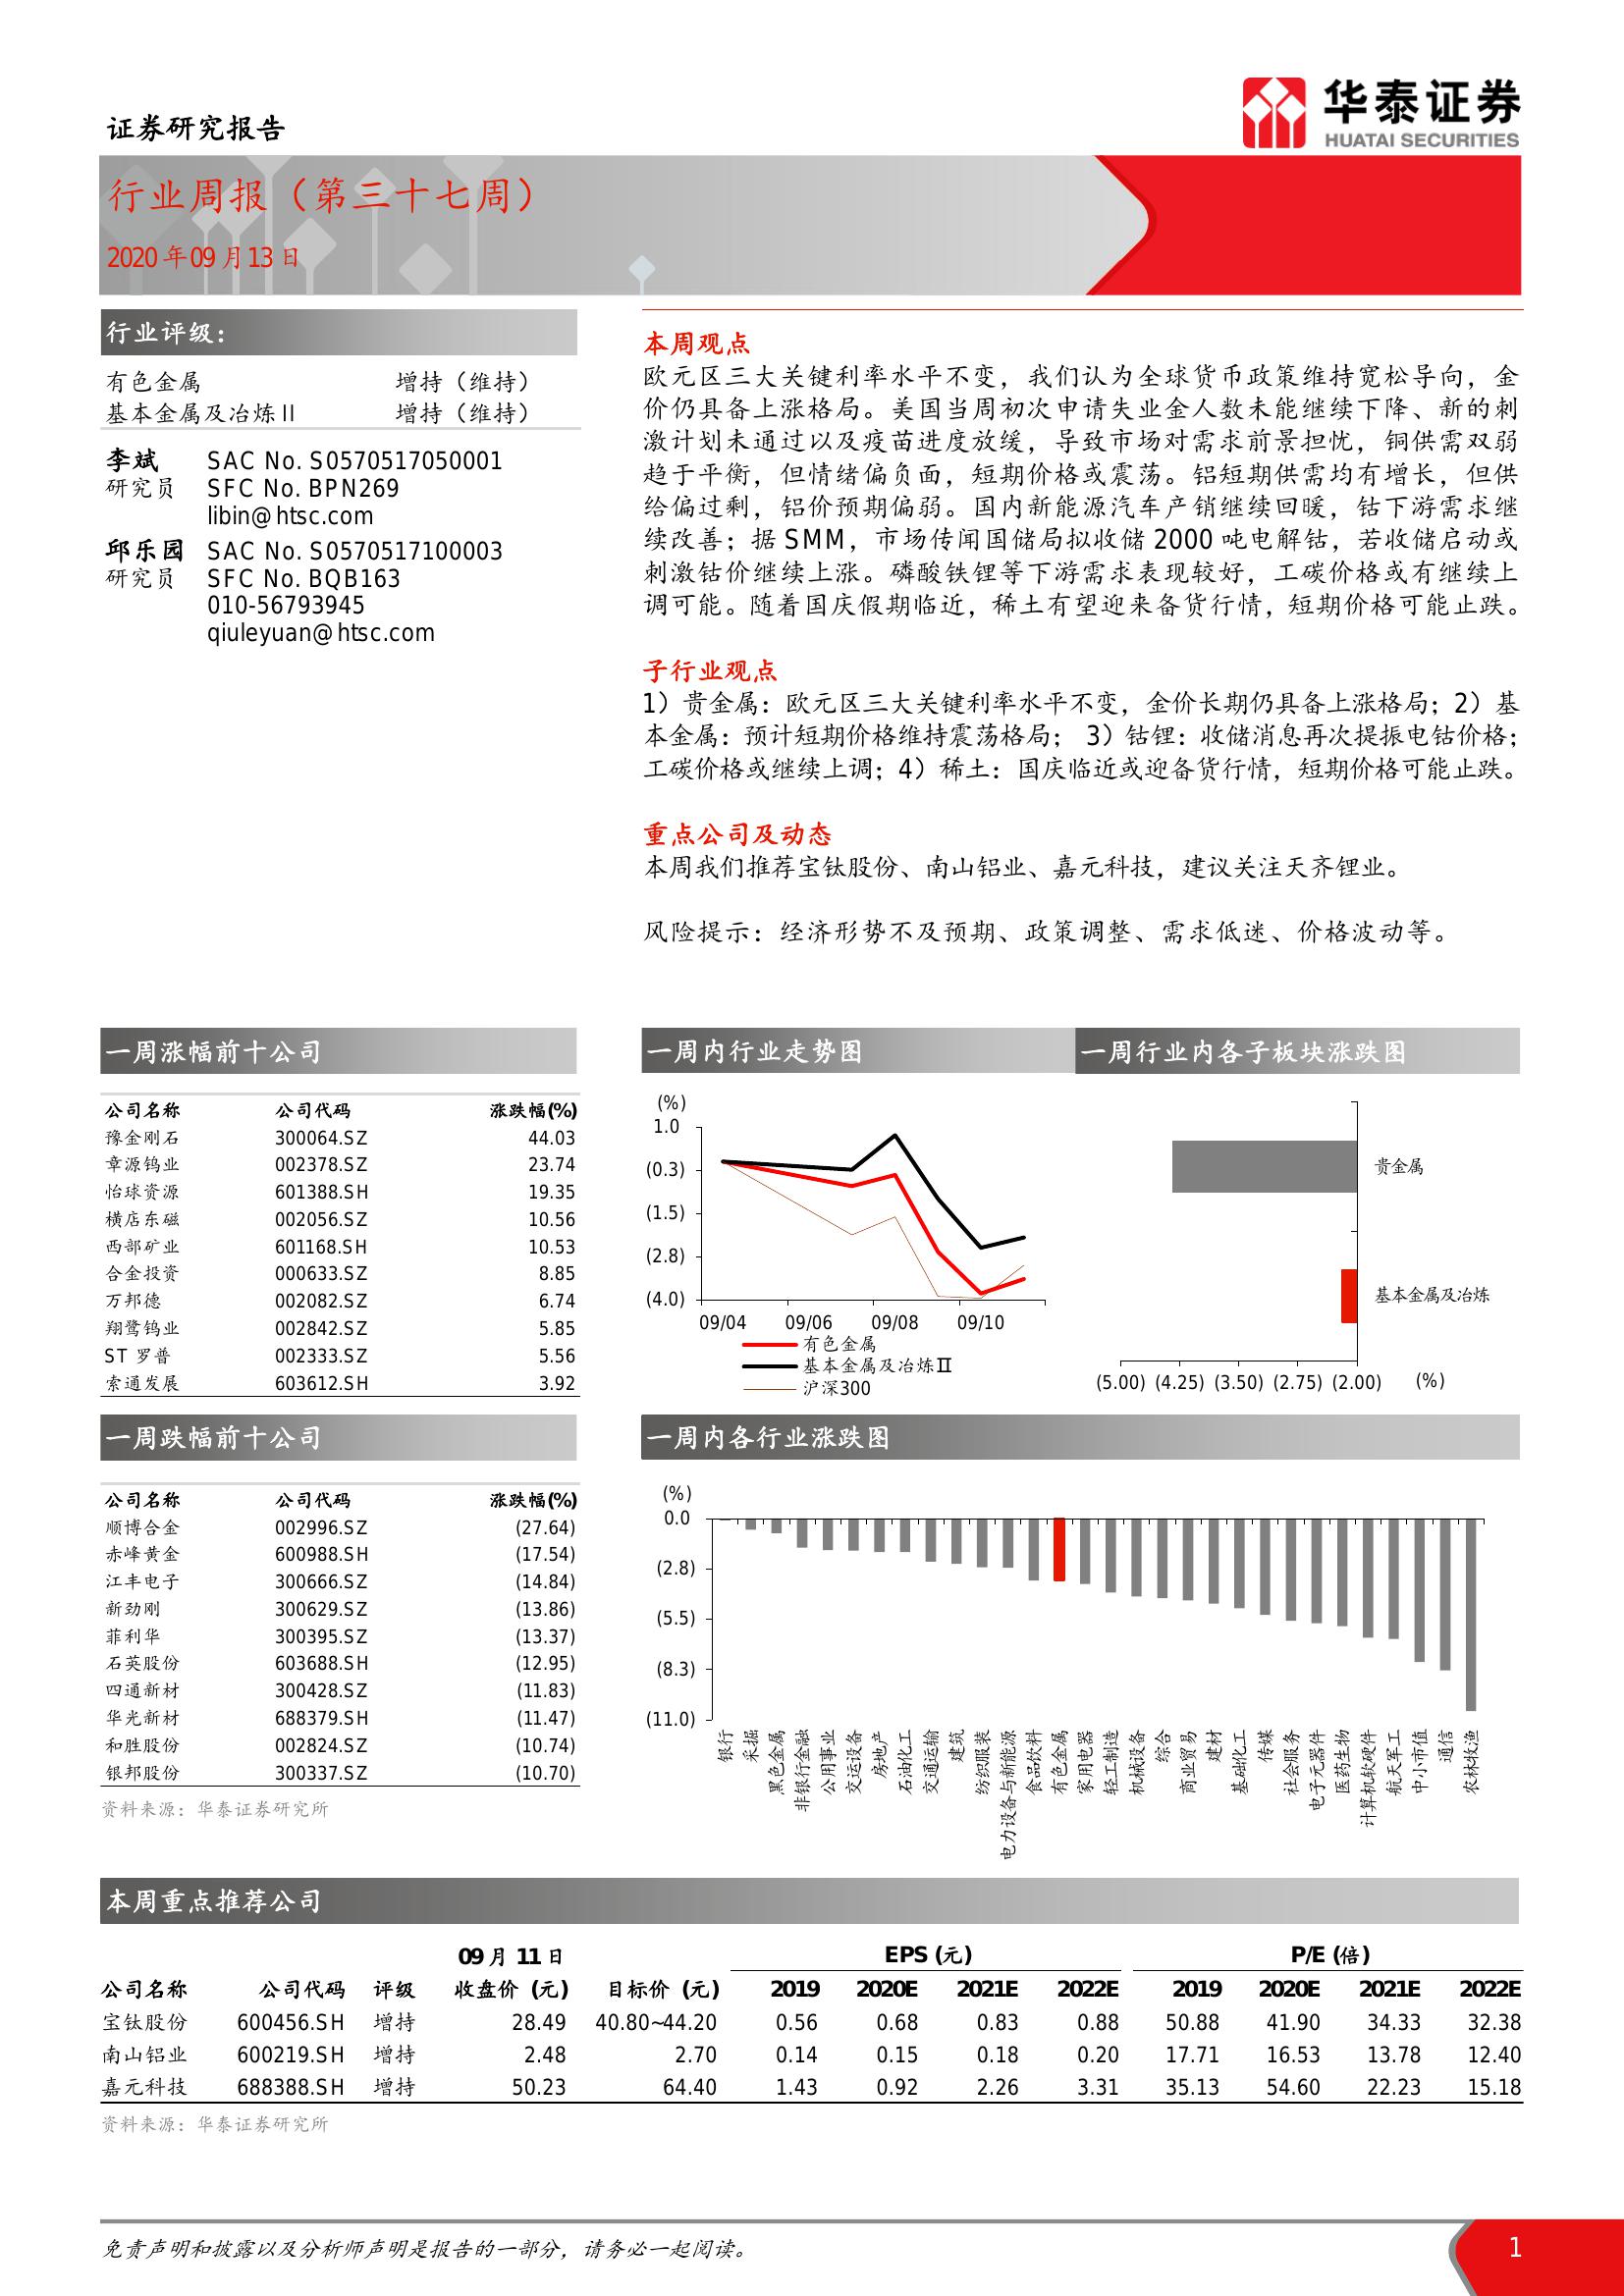 证券研究报告
华泰证券
HUATAI SECURITIES
行业周报（第三十七周）
2020年09月13日
行业评级：
有色金属 增持（维持）
基本金属及冶炼II 增持（维持）
李斌 SAC No. S0570517050001
研究员 SFC No. BPN269
libin@htsc.com
邱乐园 SAC No. S0570517100003
研究员 SFC No. BQB163
010-56793945
qiuleyuan@htsc.com
本周观点
欧元区三大关键利率水平不变，我们认为全球货币政策维持宽松导向，金
价仍具备上涨格局。美国当周初次申请失业金人数未能继续下降、新的刺
激计划未通过以及疫苗进度放缓，导致市场对需求前景担忧，铜供需双弱
趋于平衡，但情绪偏负面，短期价格或震荡。铝短期供需均有增长，但供
给偏过剩，铝价预期偏弱。国内新能源汽车产销继续回暖，钴下游需求继
续改善；据 SMM，市场传闻国储局拟收储 2000 吨电解钴，若收储启动或
刺激钴价继续上涨。磷酸铁锂等下游需求表现较好，工碳价格或有继续上
调可能。随着国庆假期临近，稀土有望迎来备货行情，短期价格可能止跌。
子行业观点
1）贵金属：欧元区三大关键利率水平不变，金价长期仍具备上涨格局；2）基
本金属：预计短期价格维持震荡格局； 3）钴锂：收储消息再次提振电钴价格；
工碳价格或继续上调；4）稀土：国庆临近或迎备货行情，短期价格可能止跌。
重点公司及动态
本周我们推荐宝钛股份、南山铝业、嘉元科技，建议关注天齐锂业。
风险提示：经济形势不及预期、政策调整、需求低迷、价格波动等。
一周涨幅前十公司
公司名称 公司代码 涨跌幅(%)
豫金刚石 300064.SZ 44.03
章源钨业 002378.SZ 23.74
怡球资源 601388.SH 19.35
横店东磁 002056.SZ 10.56
西部矿业 601168.SH 10.53
合金投资 000633.SZ 8.85
万邦德 002082.SZ 6.74
翔鹭钨业 002842.SZ 5.85
ST 罗普 002333.SZ 5.56
索通发展 603612.SH 3.92
一周跌幅前十公司
公司名称 公司代码 涨跌幅(%)
顺博合金 002996.SZ (27.64)
赤峰黄金 600988.SH (17.54)
江丰电子 300666.SZ (14.84)
新劲刚 300629.SZ (13.86)
菲利华 300395.SZ (13.37)
石英股份 603688.SH (12.95)
四通新材 300428.SZ (11.83)
华光新材 688379.SH (11.47)
和胜股份 002824.SZ (10.74)
银邦股份 300337.SZ (10.70)
资料来源：华泰证券研究所
一周内行业走势图
(%)
1.0
(0.3)
(1.5)
(2.8)
(4.0)
09/04 09/06 09/08 09/10
有色金属
基本金属及冶炼Ⅱ
沪深300
一周行业内各子板块涨跌图
贵金属
基本金属及冶炼
(5.00) (4.25) (3.50) (2.75) (2.00) (%)
一周内各行业涨跌图
(%)
0.0
(2.8)
(5.5)
(8.3)
(11.0)
银行
采掘
黑色金属
非银行金融
公用事业
交运设备
房地产
石油化工
交通运输
建筑
纺织服装
电力设备与新能源
食品饮料
有色金属
家用电器
轻工制造
机械设备
综合
商业贸易
建材
基础化工
传媒
社会服务
电子元器件
医药生物
计算机软硬件
航天军工
中小市值
通信
农林牧渔
本周重点推荐公司
09月11日 EPS (元) P/E (倍)
公司名称 公司代码 评级 收盘价 (元) 目标价 (元) 2019 2020E 2021E 2022E 2019 2020E 2021E 2022E
宝钛股份 600456.SH 增持 28.49 40.80~44.20 0.56 0.68 0.83 0.88 50.88 41.90 34.33 32.38
南山铝业 600219.SH 增持 2.48 2.70 0.14 0.15 0.18 0.20 17.71 16.53 13.78 12.40
嘉元科技 688388.SH 增持 50.23 64.40 1.43 0.92 2.26 3.31 35.13 54.60 22.23 15.18
资料来源：华泰证券研究所
免责声明和披露以及分析师声明是报告的一部分，请务必一起阅读。
1